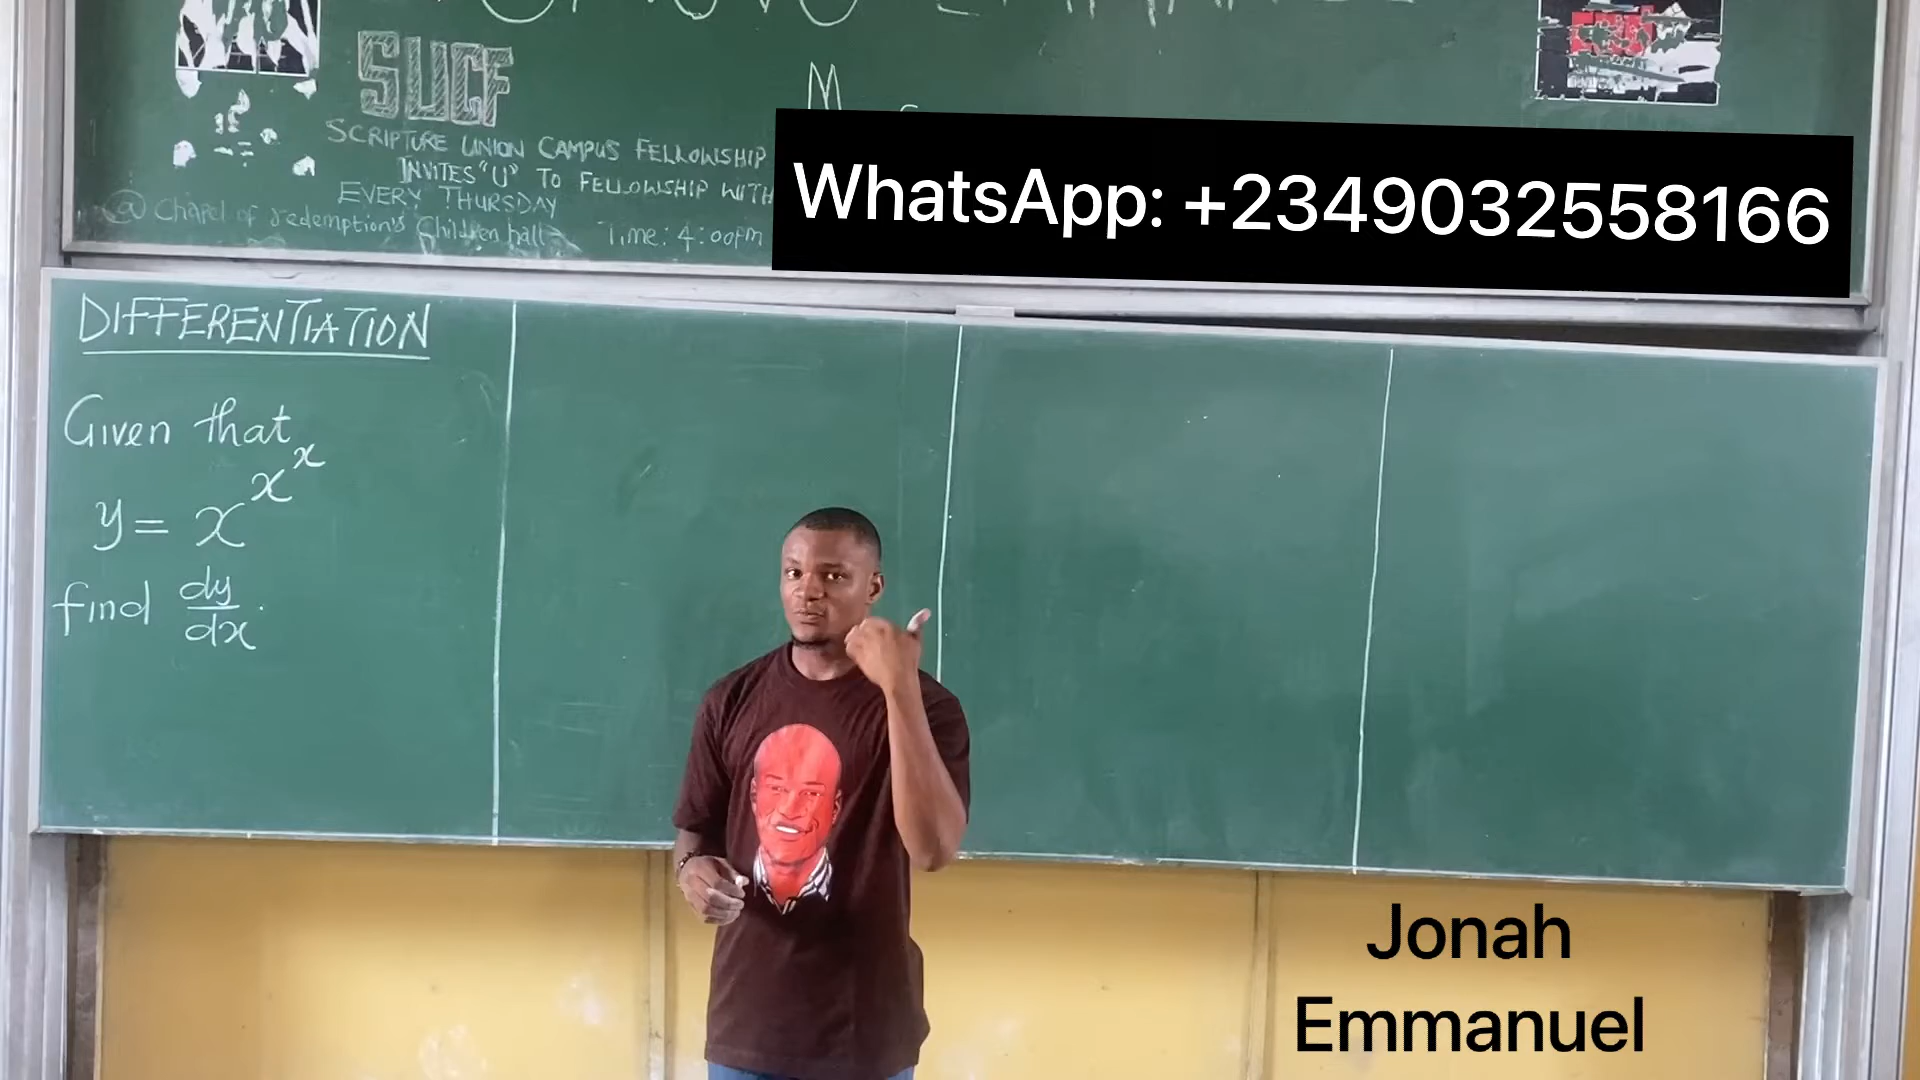 SUCF
SCRIPTURE UNION CAMPUS FELLOWSHIP
INVITES "U" TO FELLOWSHIP WITH
EVERY THURSDAY
@ Chapel of redemption's Children hall Time: 4:00pm
M
WhatsApp: +2349032558166
DIFFERENTIATION
Given that
y = x^x^x
find dy/dx.
Jonah
Emmanuel